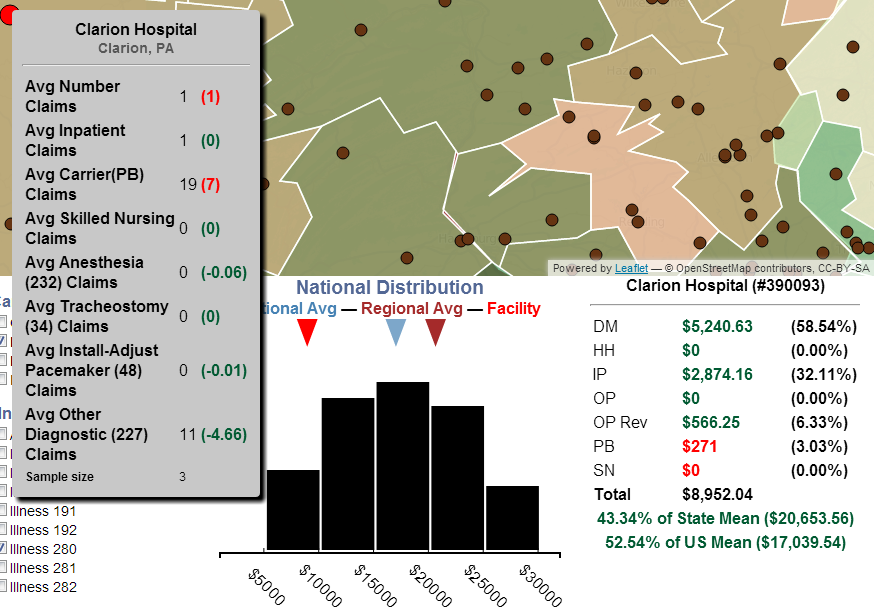 Clarion Hospital
Clarion, PA
Avg Number
Claims
1 (1)
Avg Inpatient
Claims
1 (0)
Avg Carrier(PB)
Claims
19 (7)
Avg Skilled Nursing
Claims
0 (0)
Avg Anesthesia
(232) Claims
0 (-0.06)
Avg Tracheostomy
(34) Claims
0 (0)
Avg Install-Adjust
Pacemaker (48)
Claims
0 (-0.01)
Avg Other
Diagnostic (227)
Claims
11 (-4.66)
Sample size 3
Illness 191
Illness 192
Illness 280
Illness 281
Illness 282
Powered by Leaflet — © OpenStreetMap contributors, CC-BY-SA
National Distribution
tional Avg — Regional Avg — Facility
$5000
$10000
$15000
$20000
$25000
$30000
Clarion Hospital (#390093)
DM $5,240.63 (58.54%)
HH $0 (0.00%)
IP $2,874.16 (32.11%)
OP $0 (0.00%)
OP Rev $566.25 (6.33%)
PB $271 (3.03%)
SN $0 (0.00%)
Total $8,952.04
43.34% of State Mean ($20,653.56)
52.54% of US Mean ($17,039.54)